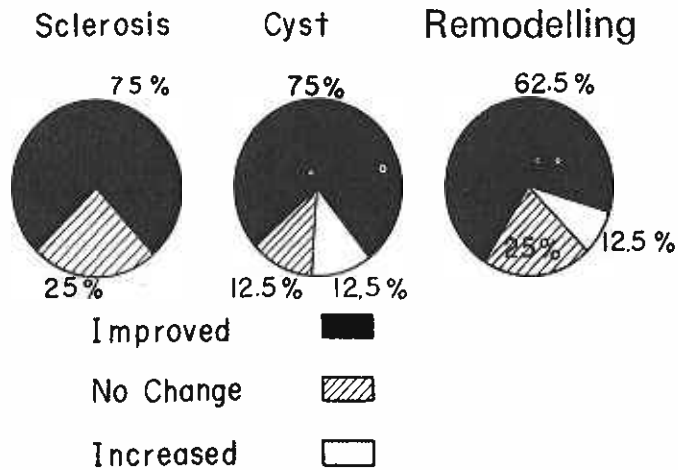 Sclerosis Cyst Remodelling
75% 75% 62.5%
25%
12.5%
25% 12.5% 12,5%
Improved
No Change
Increased